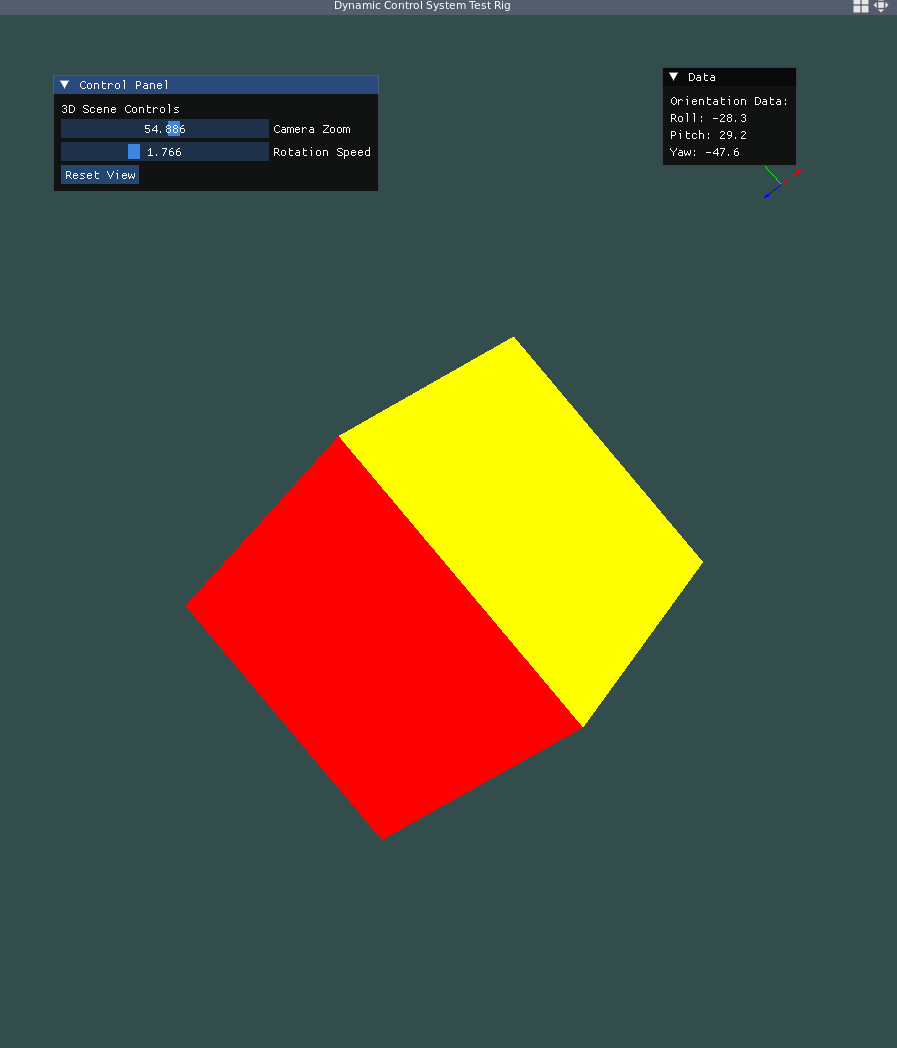 Dynamic Control System Test Rig
Control Panel
3D Scene Controls
54.886 Camera Zoom
1.766 Rotation Speed
Reset View
Data
Orientation Data:
Roll: -28.3
Pitch: 29.2
Yaw: -47.6